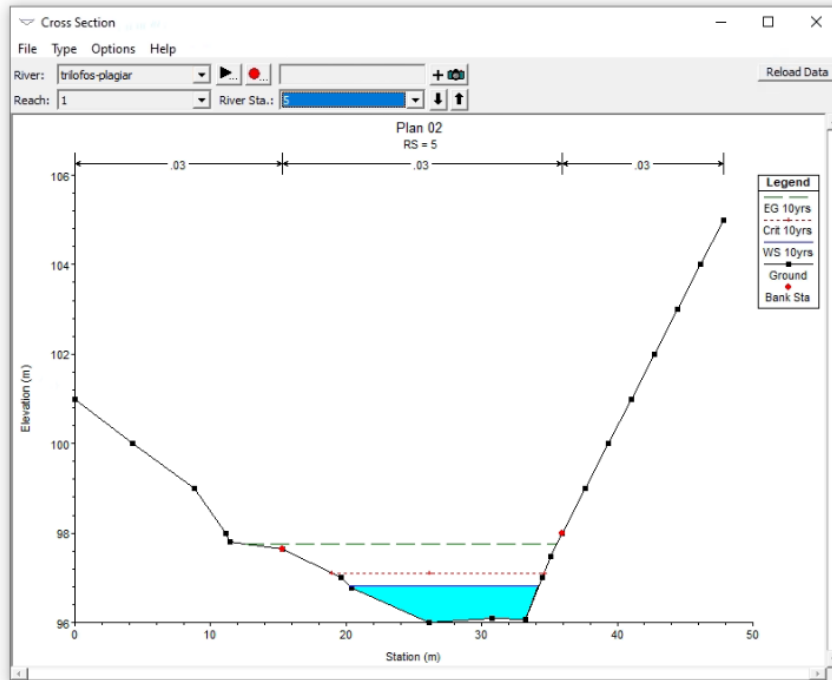 Cross Section
File Type Options Help
River: trilofos-plagiar ... ... + Reload Data
Reach: 1 River Sta.: 5
Plan 02
RS = 5
.03 .03 .03
Legend
EG 10yrs
Crit 10yrs
WS 10yrs
Ground
Bank Sta
106
104
102
100
98
96
Elevation (m)
0 10 20 30 40 50
Station (m)